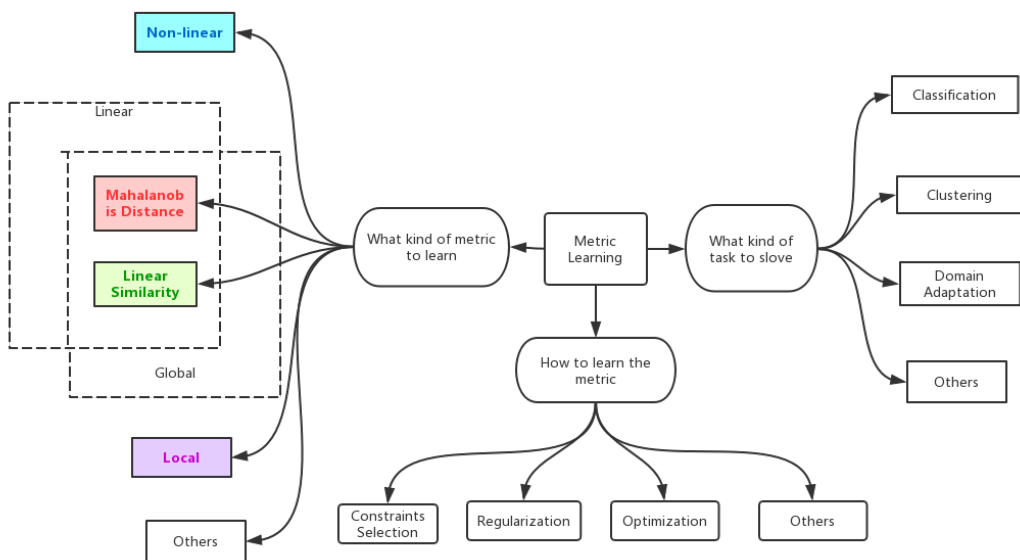 Non-linear
Linear
Mahalanob
is Distance
Linear
Similarity
Global
Local
Others
What kind of metric
to learn
Metric
Learning
What kind of
task to slove
Classification
Clustering
Domain
Adaptation
Others
How to learn the
metric
Constraints
Selection
Regularization
Optimization
Others